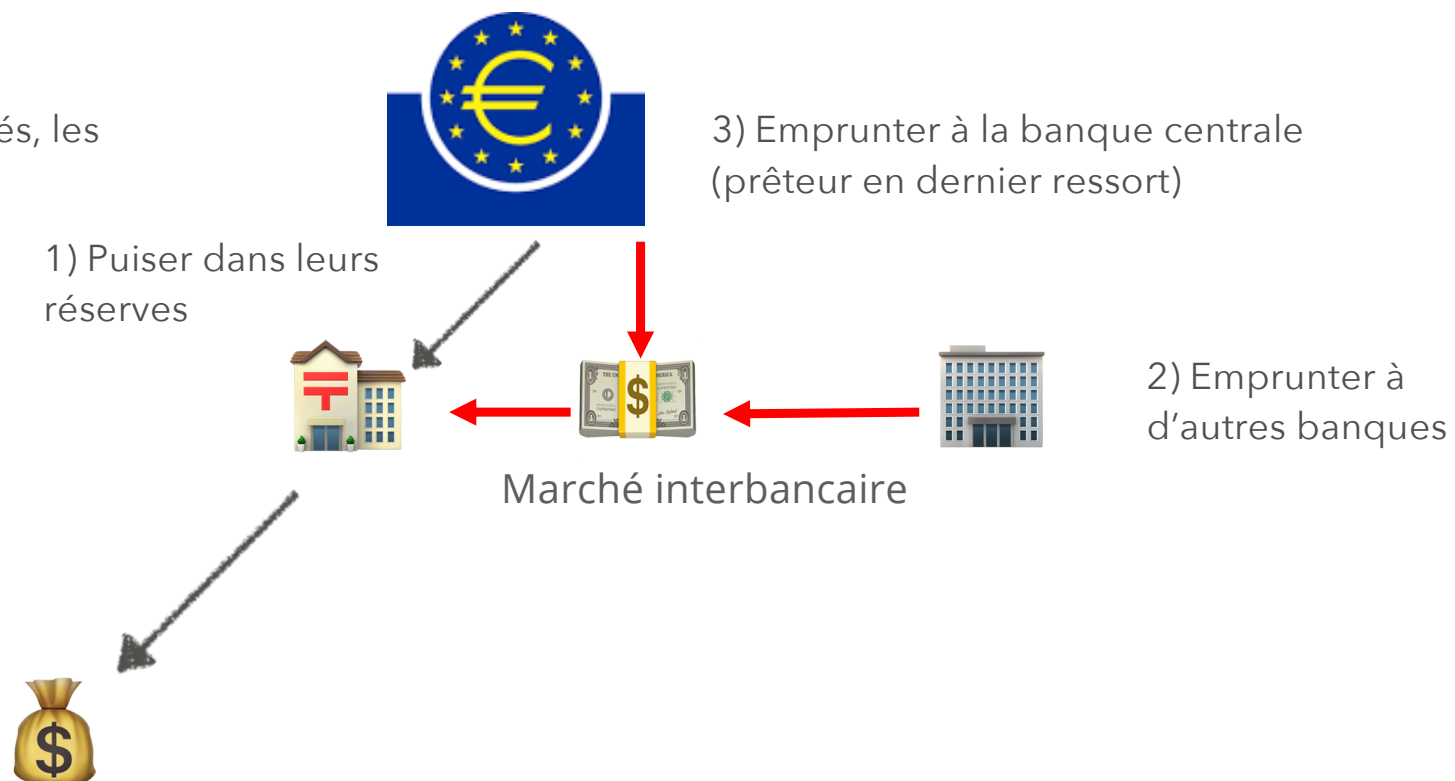 és, les
3) Emprunter à la banque centrale
(prêteur en dernier ressort)
1) Puiser dans leurs
réserves
2) Emprunter à
d’autres banques
Marché interbancaire